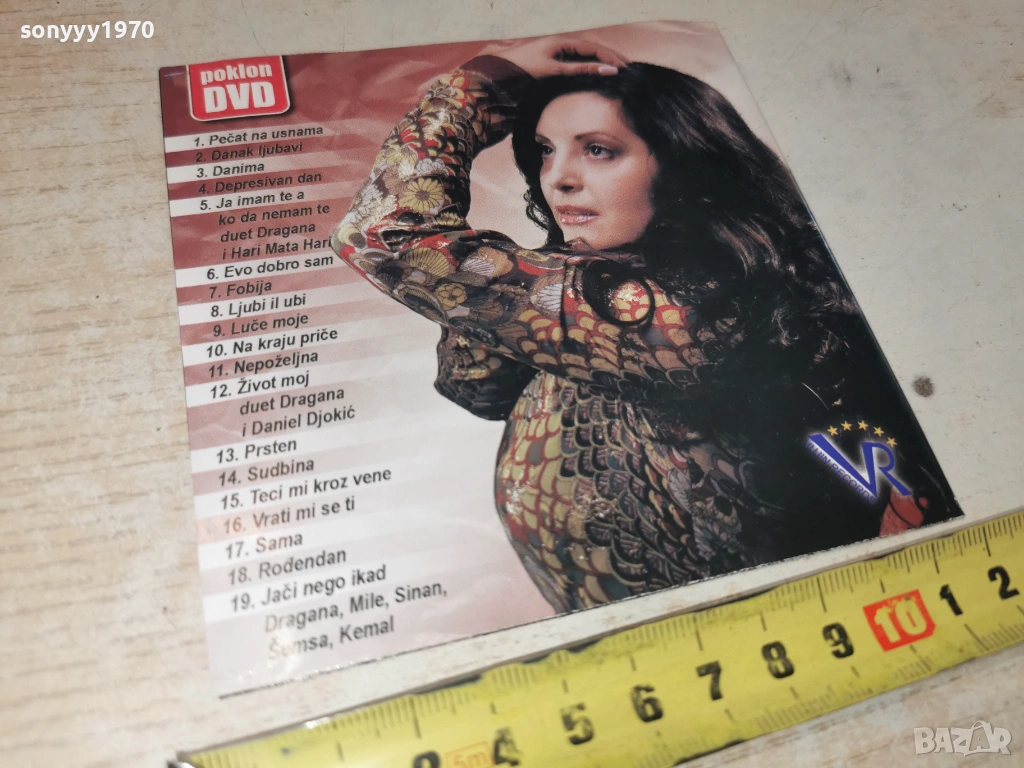 sonyyy1970
poklon
DVD
1. Pečat na usnama
2. Danak ljubavi
3. Danima
4. Depresivan dan
5. Ja imam te a
ko da nemam te
duet Dragana
i Hari Mata Hari
6. Evo dobro sam
7. Fobija
8. Ljubi il ubi
9. Luče moje
10. Na kraju priče
11. Nepoželjna
12. Život moj
duet Dragana
i Daniel Djokić
13. Prsten
14. Sudbina
15. Teci mi kroz vene
16. Vrati mi se ti
17. Sama
18. Rođendan
19. Jači nego ikad
Dragana, Mile, Sinan,
Šemsa, Kemal
VR
4 5 6 7 8 9 10 1 2
5m
BAZAR